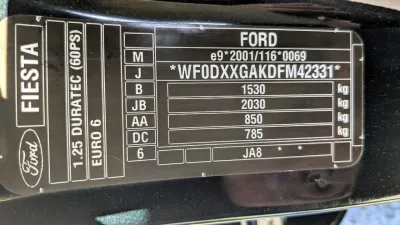 FORD
M e9*2001/116*0069
J *WF0DXXGAKDFM42331*
B 1530 kg
JB 2030 kg
AA 850 kg
DC 785 kg
6 JA8 * *
FIESTA
1.25 DURATEC (60PS)
EURO 6
Ford